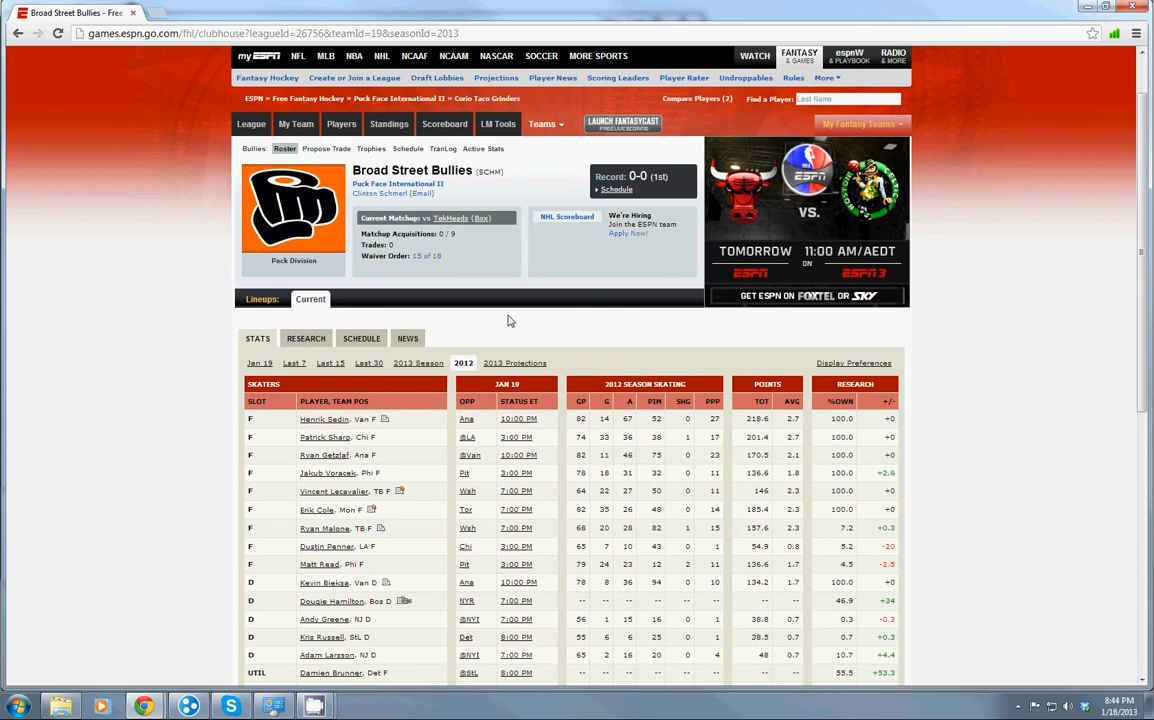 Broad Street Bullies - Free ×
games.espn.go.com/fhl/clubhouse?leagueId=26756&teamId=19&seasonId=2013
myESPN NFL MLB NBA NHL NCAAF NCAAM NASCAR SOCCER MORE SPORTS WATCH FANTASY & GAMES espnW & PLAYBOOK RADIO & MORE
Fantasy Hockey Create or Join a League Draft Lobbies Projections Player News Scoring Leaders Player Rater Undroppables Rules More
ESPN » Free Fantasy Hockey » Puck Face International II » Corio Taco Grinders Compare Players (2) Find a Player: Last Name
League My Team Players Standings Scoreboard LM Tools Teams LAUNCH FANTASYCAST FREE LIVE SCORING My Fantasy Teams
Bullies: Roster Propose Trade Trophies Schedule TranLog Active Stats
Broad Street Bullies (SCHM)
Puck Face International II
Clinton Schmerl (Email)
Record: 0-0 (1st)
Schedule
Current Matchup: vs TekHeads (Box)
Matchup Acquisitions: 0 / 9
Trades: 0
Waiver Order: 15 of 18
NHL Scoreboard
We're Hiring
Join the ESPN team
Apply Now!
Peck Division
NBA
ESPN
VS.
BOSTON CELTICS
TOMORROW 11:00 AM/AEDT
ON
ESPN ESPN 3
GET ESPN ON FOXTEL OR SKY
Lineups: Current
STATS RESEARCH SCHEDULE NEWS
Jan 19 Last 7 Last 15 Last 30 2013 Season 2012 2013 Projections Display Preferences
SKATERS JAN 19 2012 SEASON SKATING POINTS RESEARCH
SLOT PLAYER, TEAM POS OPP STATUS ET GP G A PIM SHG PPP TOT AVG %OWN +/-
F Henrik Sedin, Van F Ana 10:00 PM 82 14 67 52 0 27 218.6 2.7 100.0 +0
F Patrick Sharp, Chi F @LA 3:00 PM 74 33 36 38 1 17 201.4 2.7 100.0 +0
F Ryan Getzlaf, Ana F @Van 10:00 PM 82 11 46 75 0 23 170.5 2.1 100.0 +0
F Jakub Voracek, Phi F Pit 3:00 PM 78 18 31 32 0 11 136.6 1.8 100.0 +2.6
F Vincent Lecavalier, TB F Wsh 7:00 PM 64 22 27 50 0 11 146 2.3 100.0 +0
F Erik Cole, Mon F Tor 7:00 PM 82 35 26 48 0 14 185.4 2.3 100.0 +0
F Ryan Malone, TB F Wsh 7:00 PM 68 20 28 82 1 15 157.6 2.3 7.2 +0.3
F Dustin Penner, LA F Chi 3:00 PM 65 7 10 43 0 1 54.9 0.8 5.2 -20
F Matt Read, Phi F Pit 3:00 PM 79 24 23 12 2 11 136.6 1.7 4.5 -2.5
D Kevin Bieksa, Van D Ana 10:00 PM 78 8 36 94 0 10 134.2 1.7 100.0 +0
D Dougie Hamilton, Bos D NYR 7:00 PM -- -- -- -- -- -- -- -- 46.9 +34
D Andy Greene, NJ D @NYI 7:00 PM 56 1 15 16 0 1 38.8 0.7 0.3 -0.3
D Kris Russell, StL D Det 8:00 PM 55 6 6 25 0 1 38.5 0.7 0.7 +0.3
D Adam Larsson, NJ D @NYI 7:00 PM 65 2 16 20 0 4 48 0.7 10.7 +4.4
UTIL Damien Brunner, Det F @StL 8:00 PM -- -- -- -- -- -- -- -- 55.5 +53.3
8:44 PM
1/18/2013